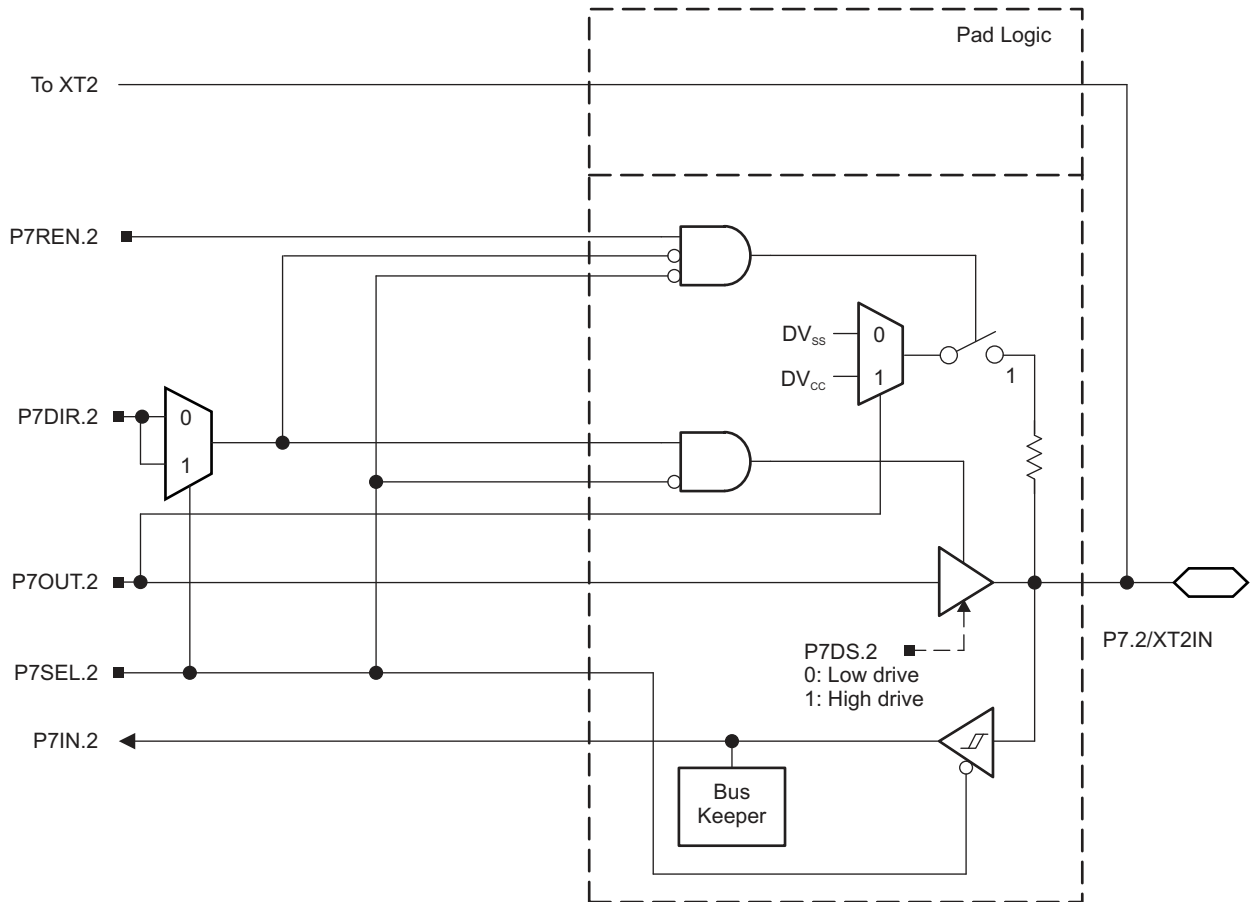 Pad Logic
To XT2
P7REN.2
DVSS
0
DVCC
1
1
P7DIR.2
0
1
P7OUT.2
P7DS.2
0: Low drive
1: High drive
P7.2/XT2IN
P7SEL.2
P7IN.2
Bus
Keeper